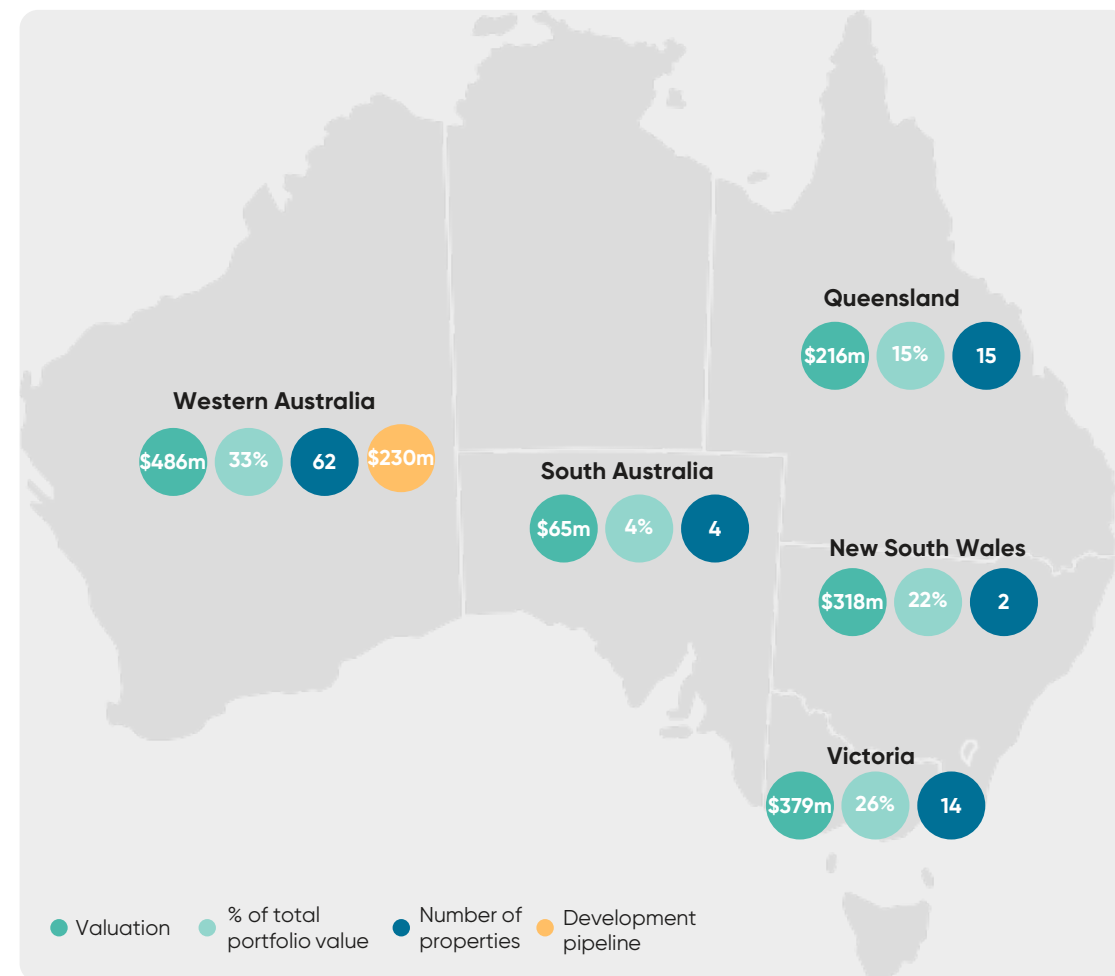 Queensland
$216m 15% 15
Western Australia
$486m 33% 62 $230m
South Australia
$65m 4% 4
New South Wales
$318m 22% 2
Victoria
$379m 26% 14
Valuation
% of total
portfolio value
Number of
properties
Development
pipeline